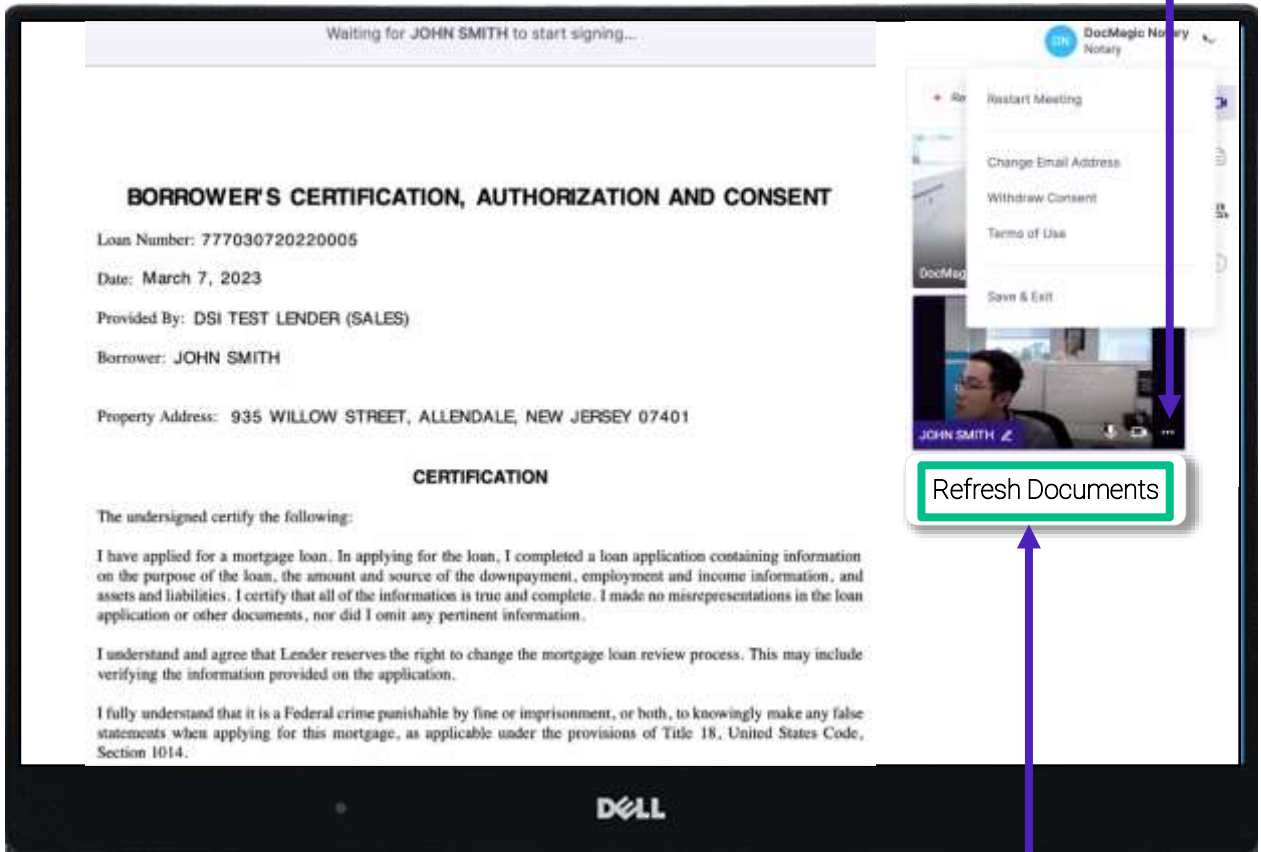 Waiting for JOHN SMITH to start signing...
DN
DocMagic Notary
Notary
Restart Meeting
Change Email Address
Withdraw Consent
Terms of Use
Save & Exit
DocMag
JOHN SMITH
Refresh Documents
BORROWER'S CERTIFICATION, AUTHORIZATION AND CONSENT
Loan Number: 777030720220005
Date: March 7, 2023
Provided By: DSI TEST LENDER (SALES)
Borrower: JOHN SMITH
Property Address: 935 WILLOW STREET, ALLENDALE, NEW JERSEY 07401
CERTIFICATION
The undersigned certify the following:
I have applied for a mortgage loan. In applying for the loan, I completed a loan application containing information
on the purpose of the loan, the amount and source of the downpayment, employment and income information, and
assets and liabilities. I certify that all of the information is true and complete. I made no misrepresentations in the loan
application or other documents, nor did I omit any pertinent information.
I understand and agree that Lender reserves the right to change the mortgage loan review process. This may include
verifying the information provided on the application.
I fully understand that it is a Federal crime punishable by fine or imprisonment, or both, to knowingly make any false
statements when applying for this mortgage, as applicable under the provisions of Title 18, United States Code,
Section 1014.
DELL